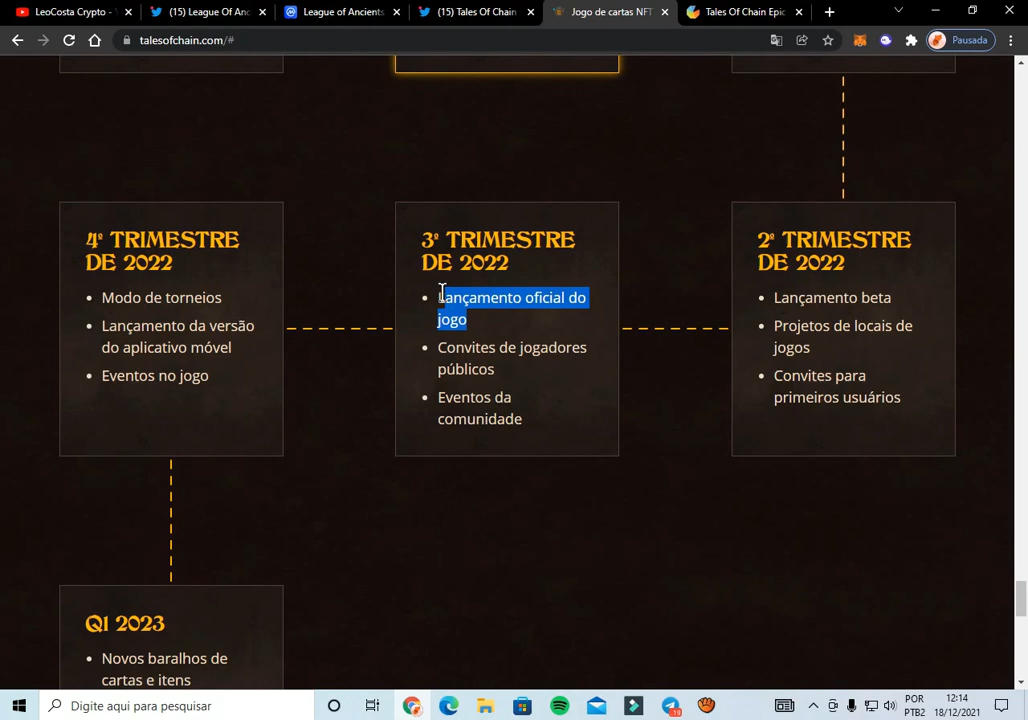 LeoCosta Crypto - Y
(15) League Of Anc
League of Ancients
(15) Tales Of Chain
Jogo de cartas NFT
Tales Of Chain Epic
talesofchain.com/#
Pausada
4º TRIMESTRE
DE 2022
Modo de torneios
Lançamento da versão
do aplicativo móvel
Eventos no jogo
3º TRIMESTRE
DE 2022
Lançamento oficial do
jogo
Convites de jogadores
públicos
Eventos da
comunidade
2º TRIMESTRE
DE 2022
Lançamento beta
Projetos de locais de
jogos
Convites para
primeiros usuários
Q1 2023
Novos baralhos de
cartas e itens
Digite aqui para pesquisar
19
POR
PTB2
12:14
18/12/2021